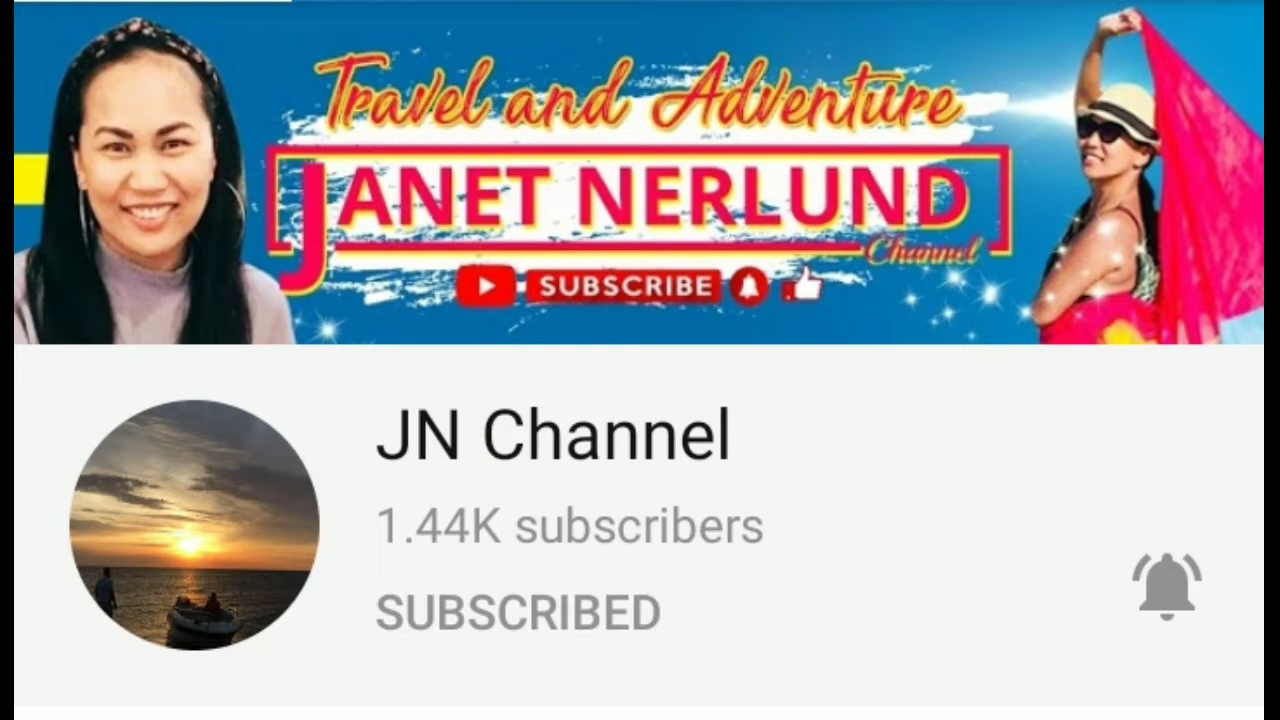 Travel and Adventure
JANET NERLUND
Channel
SUBSCRIBE
JN Channel
1.44K subscribers
SUBSCRIBED